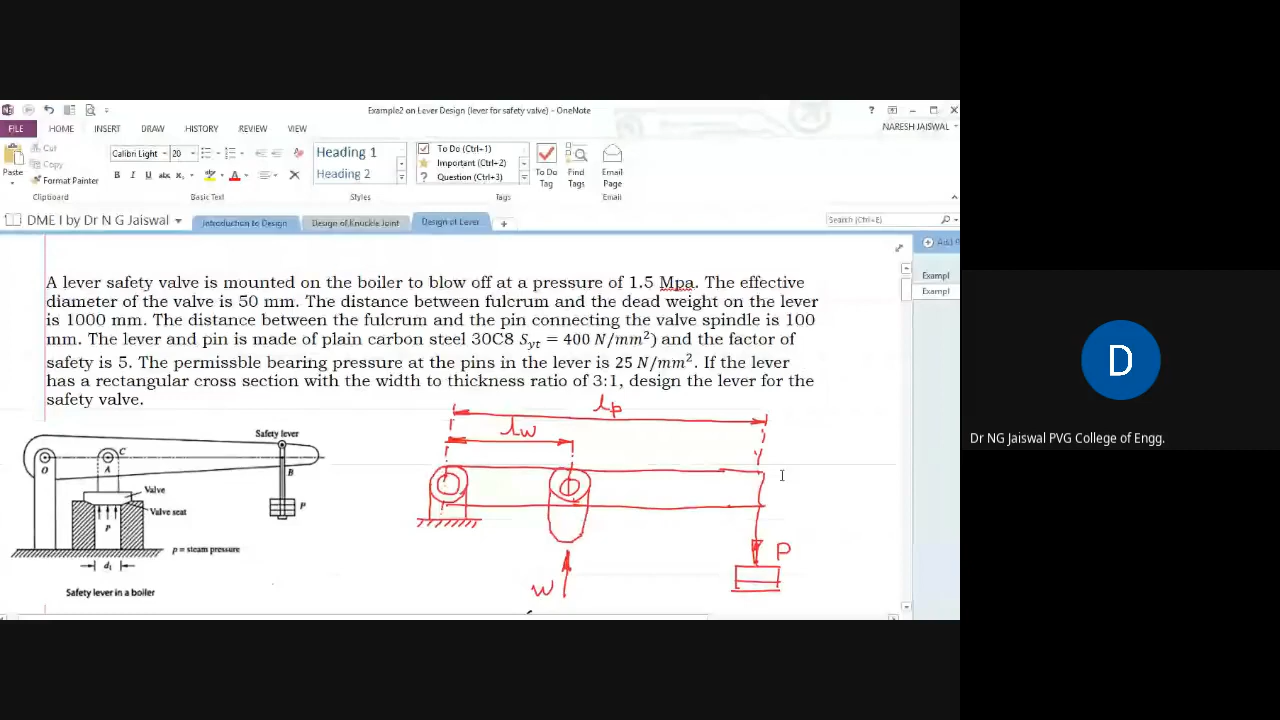 Example2 on Lever Design (lever for safety valve) - OneNote
FILE HOME INSERT DRAW HISTORY REVIEW VIEW
NARESH JAISWAL
Paste
Cut
Copy
Format Painter
Clipboard
Calibri Light 20
B I U abc x₂ A
Basic Text
Heading 1
Heading 2
Styles
To Do (Ctrl+1)
Important (Ctrl+2)
Question (Ctrl+3)
Tags
To Do Tag
Find Tags
Email Page
Email
DME I by Dr N G Jaiswal
Introduction to Design
Design of Knuckle Joint
Design of Lever
Search (Ctrl+E)
Exampl
Exampl
A lever safety valve is mounted on the boiler to blow off at a pressure of 1.5 Mpa. The effective
diameter of the valve is 50 mm. The distance between fulcrum and the dead weight on the lever
is 1000 mm. The distance between the fulcrum and the pin connecting the valve spindle is 100
mm. The lever and pin is made of plain carbon steel 30C8 S_yt = 400 N/mm²) and the factor of
safety is 5. The permissble bearing pressure at the pins in the lever is 25 N/mm². If the lever
has a rectangular cross section with the width to thickness ratio of 3:1, design the lever for the
safety valve.
Safety lever
O
A
C
B
Valve
Valve seat
P
P
p = steam pressure
d₁
Safety lever in a boiler
lp
lw
P
W
D
Dr NG Jaiswal PVG College of Engg.